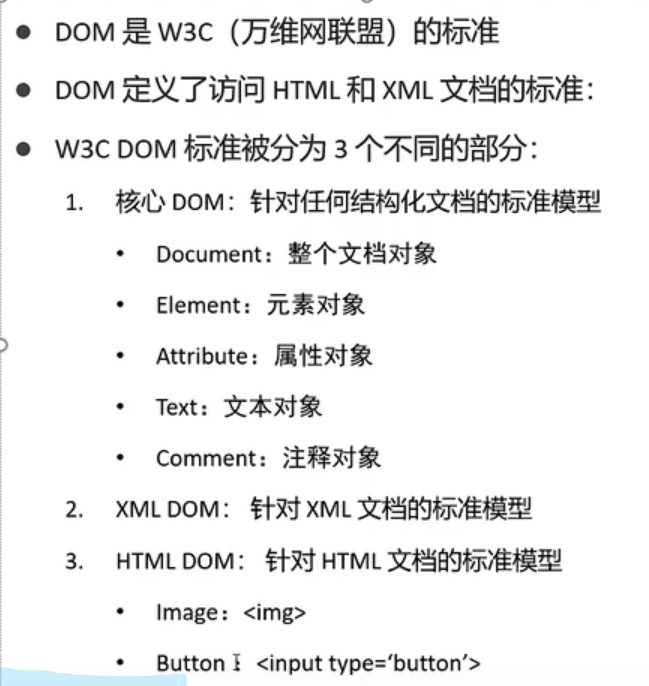 ● DOM 是 W3C（万维网联盟）的标准
● DOM 定义了访问 HTML 和 XML 文档的标准：
● W3C DOM 标准被分为 3 个不同的部分：
1. 核心 DOM：针对任何结构化文档的标准模型
• Document：整个文档对象
• Element：元素对象
• Attribute：属性对象
• Text：文本对象
• Comment：注释对象
2. XML DOM： 针对 XML 文档的标准模型
3. HTML DOM： 针对 HTML 文档的标准模型
• Image：<img>
• Button： <input type=‘button’>